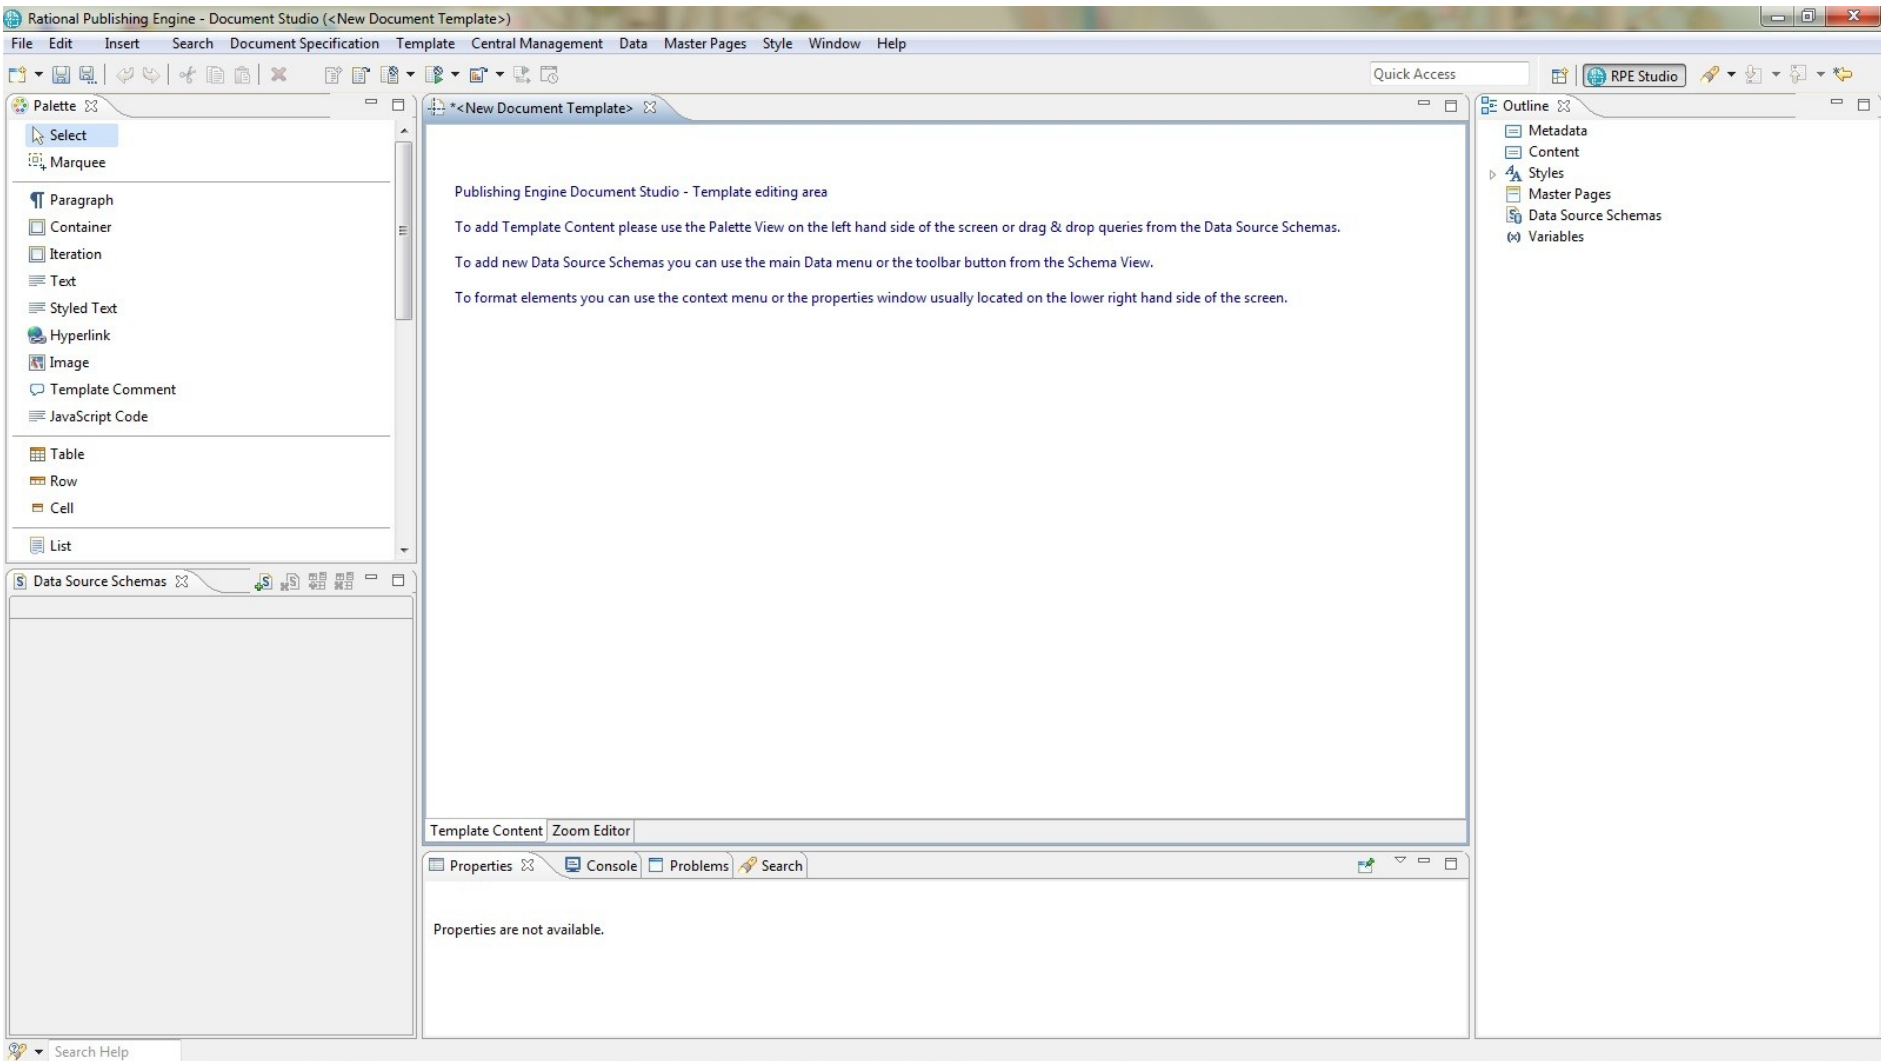 Rational Publishing Engine - Document Studio (<New Document Template>)
File Edit Insert Search Document Specification Template Central Management Data Master Pages Style Window Help
Quick Access
RPE Studio
Palette
Select
Marquee
Paragraph
Container
Iteration
Text
Styled Text
Hyperlink
Image
Template Comment
JavaScript Code
Table
Row
Cell
List
Data Source Schemas
*<New Document Template>
Publishing Engine Document Studio - Template editing area
To add Template Content please use the Palette View on the left hand side of the screen or drag & drop queries from the Data Source Schemas.
To add new Data Source Schemas you can use the main Data menu or the toolbar button from the Schema View.
To format elements you can use the context menu or the properties window usually located on the lower right hand side of the screen.
Template Content Zoom Editor
Properties Console Problems Search
Properties are not available.
Outline
Metadata
Content
Styles
Master Pages
Data Source Schemas
Variables
Search Help